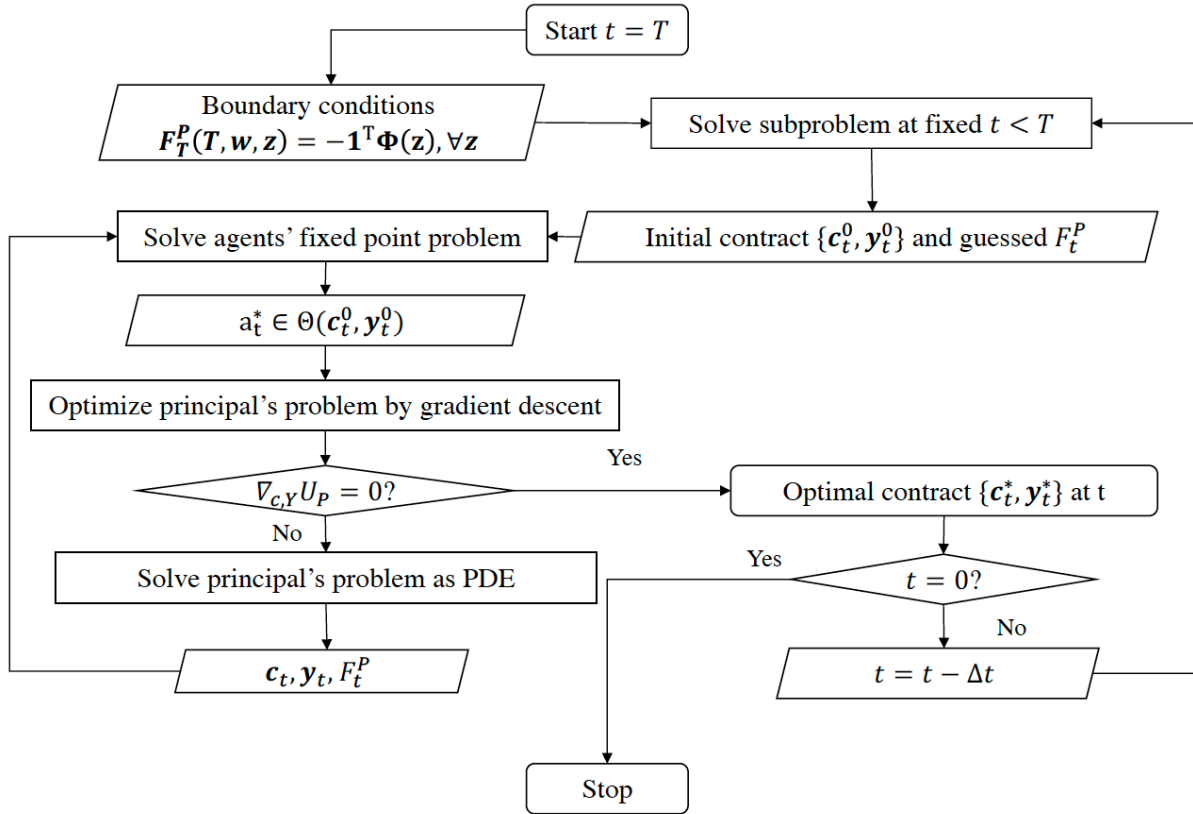 Start t = T
Boundary conditions
F_T^P(T, w, z) = −1^TΦ(z), ∀z
Solve subproblem at fixed t < T
Solve agents' fixed point problem
Initial contract {c_t^0, y_t^0} and guessed F_t^P
a_t^* ∈ Θ(c_t^0, y_t^0)
Optimize principal's problem by gradient descent
Yes
∇_{c,Y}U_P = 0?
Optimal contract {c_t^*, y_t^*} at t
No
Solve principal's problem as PDE
Yes
t = 0?
No
c_t, y_t, F_t^P
t = t − Δt
Stop